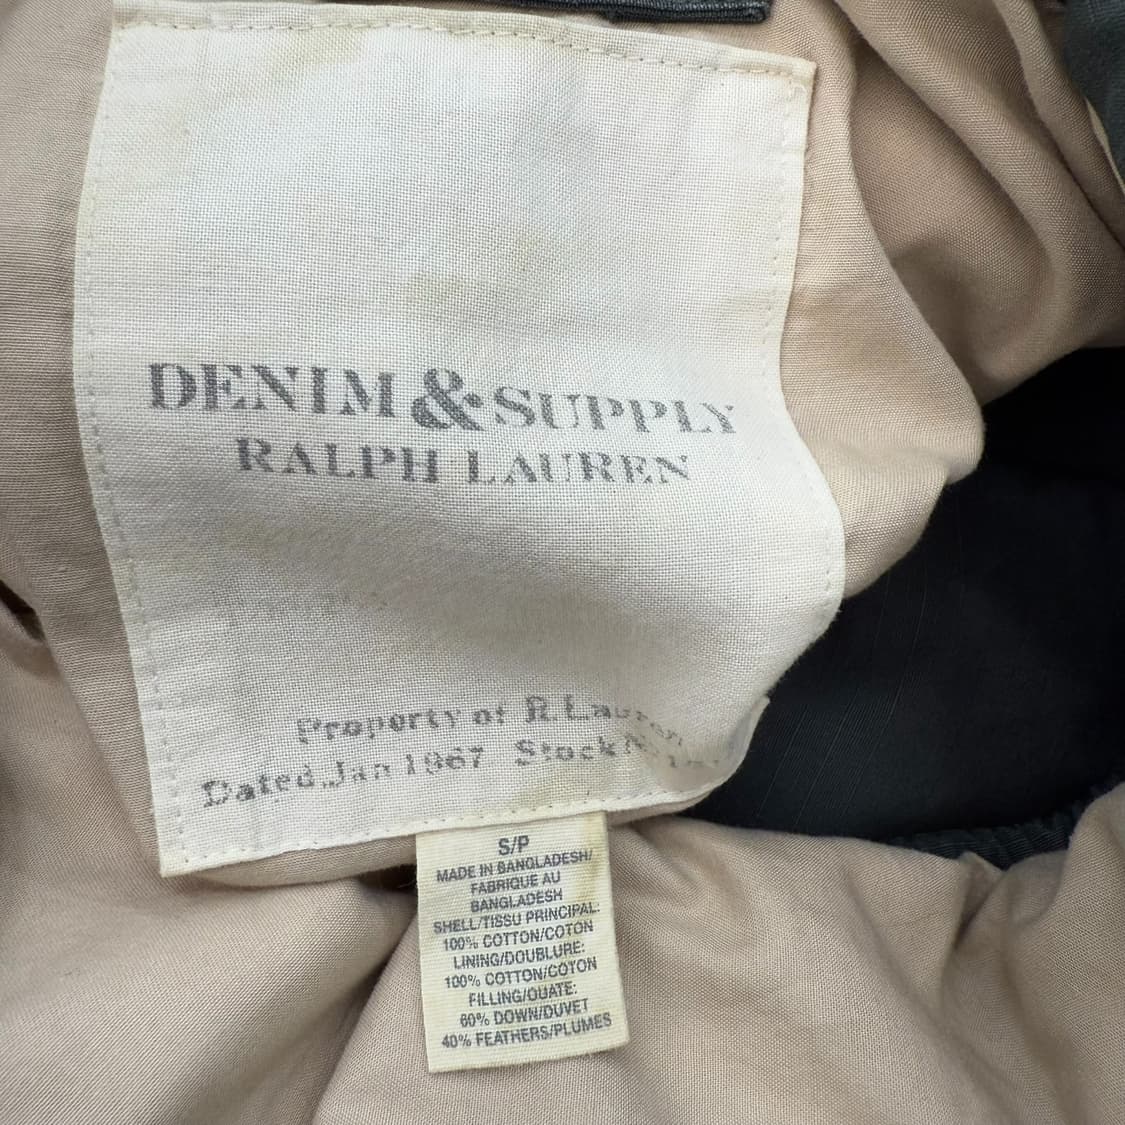 DENIM & SUPPLY
RALPH LAUREN
Property of R. Lauren
Dated Jan 1967 Stock
S/P
MADE IN BANGLADESH/
FABRIQUE AU
BANGLADESH
SHELL/TISSU PRINCIPAL:
100% COTTON/COTON
LINING/DOUBLURE:
100% COTTON/COTON
FILLING/OUATE:
60% DOWN/DUVET
40% FEATHERS/PLUMES